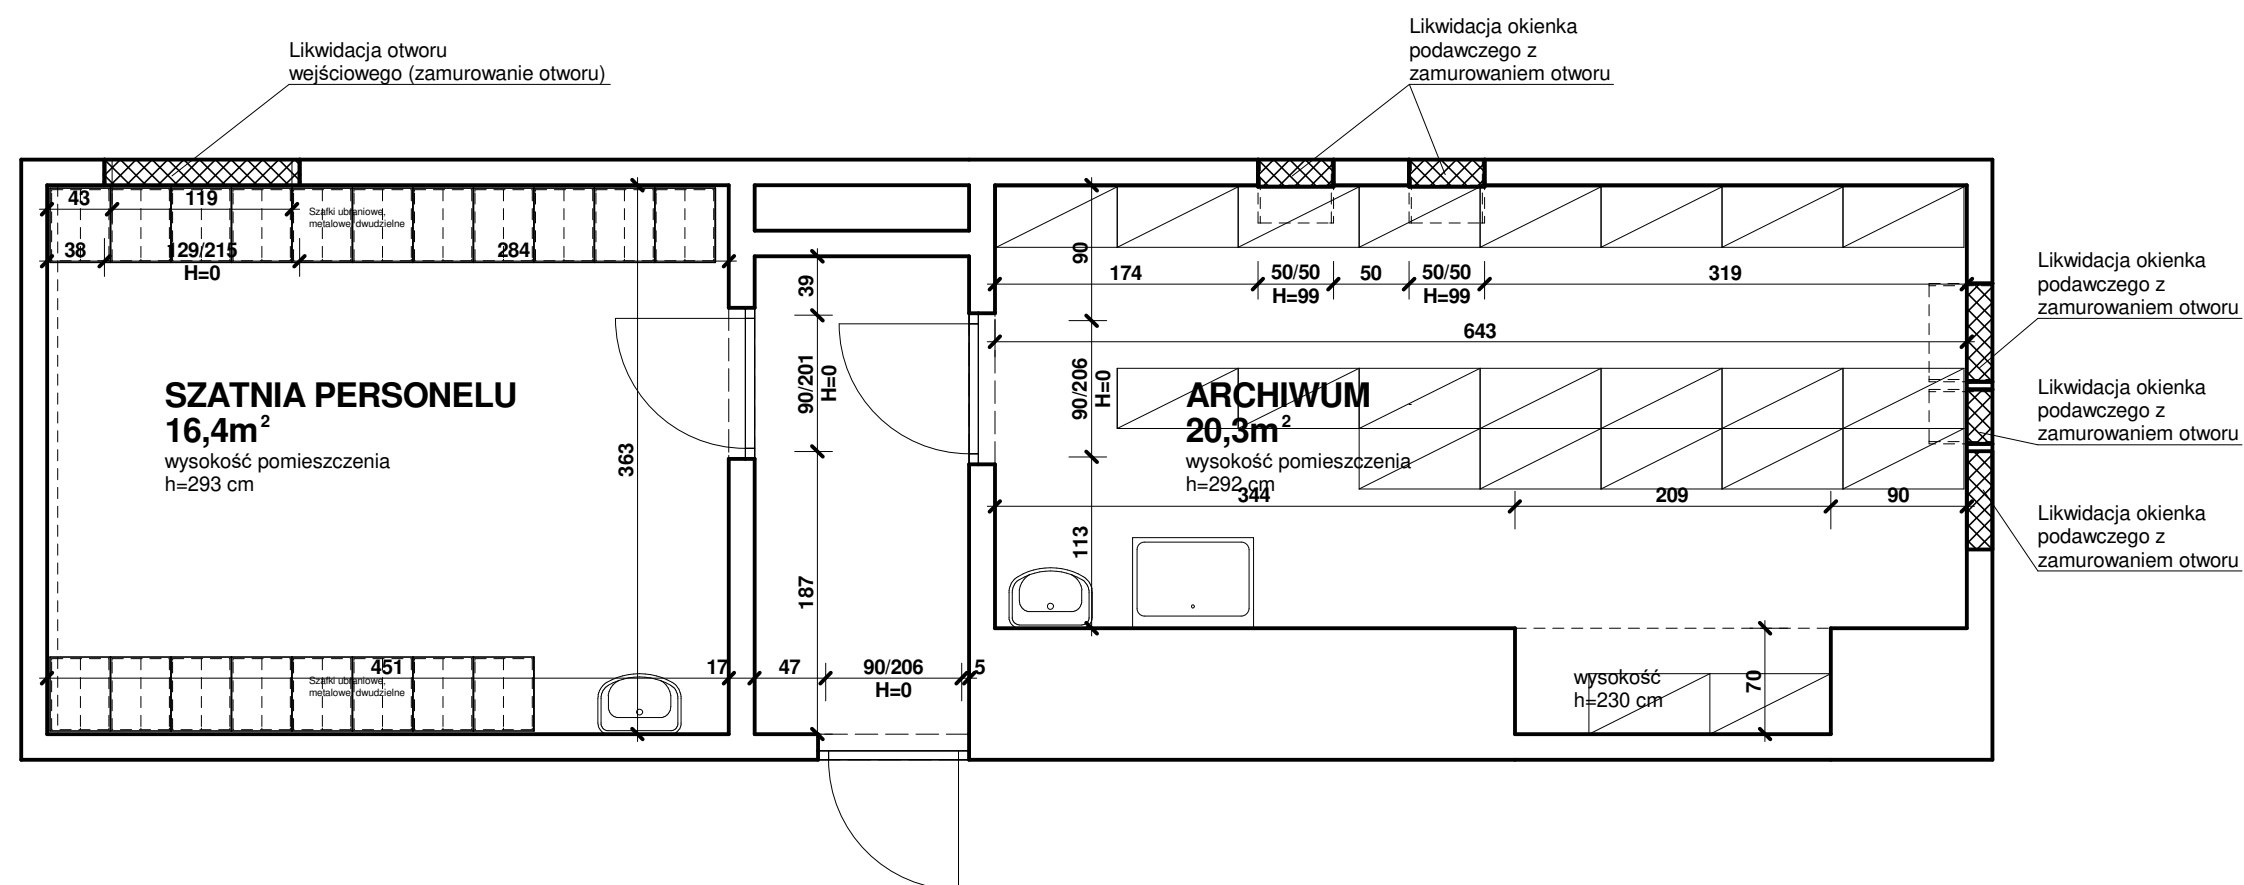 Likwidacja otworu
wejściowego (zamurowanie otworu)
Likwidacja okienka
podawczego z
zamurowaniem otworu
43
119
Szafki ubraniowe,
metalowe, dwudzielne
38
129/215
H=0
284
39
90/201
H=0
187
363
SZATNIA PERSONELU
16,4m²
wysokość pomieszczenia
h=293 cm
451
Szafki ubraniowe,
metalowe, dwudzielne
17
47
90/206
H=0
5
90
174
50/50
H=99
50
50/50
H=99
319
643
90/206
H=0
ARCHIWUM
20,3m²
wysokość pomieszczenia
h=292 cm
344
209
90
113
wysokość
h=230 cm
70
Likwidacja okienka
podawczego z
zamurowaniem otworu
Likwidacja okienka
podawczego z
zamurowaniem otworu
Likwidacja okienka
podawczego z
zamurowaniem otworu